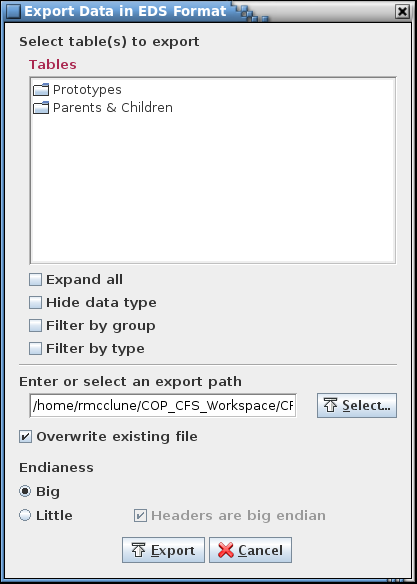 Export Data in EDS Format
Select table(s) to export
Tables
Prototypes
Parents & Children
Expand all
Hide data type
Filter by group
Filter by type
Enter or select an export path
/home/rmcclune/COP_CFS_Workspace/CF
Select...
Overwrite existing file
Endianess
Big
Little
Headers are big endian
Export
Cancel